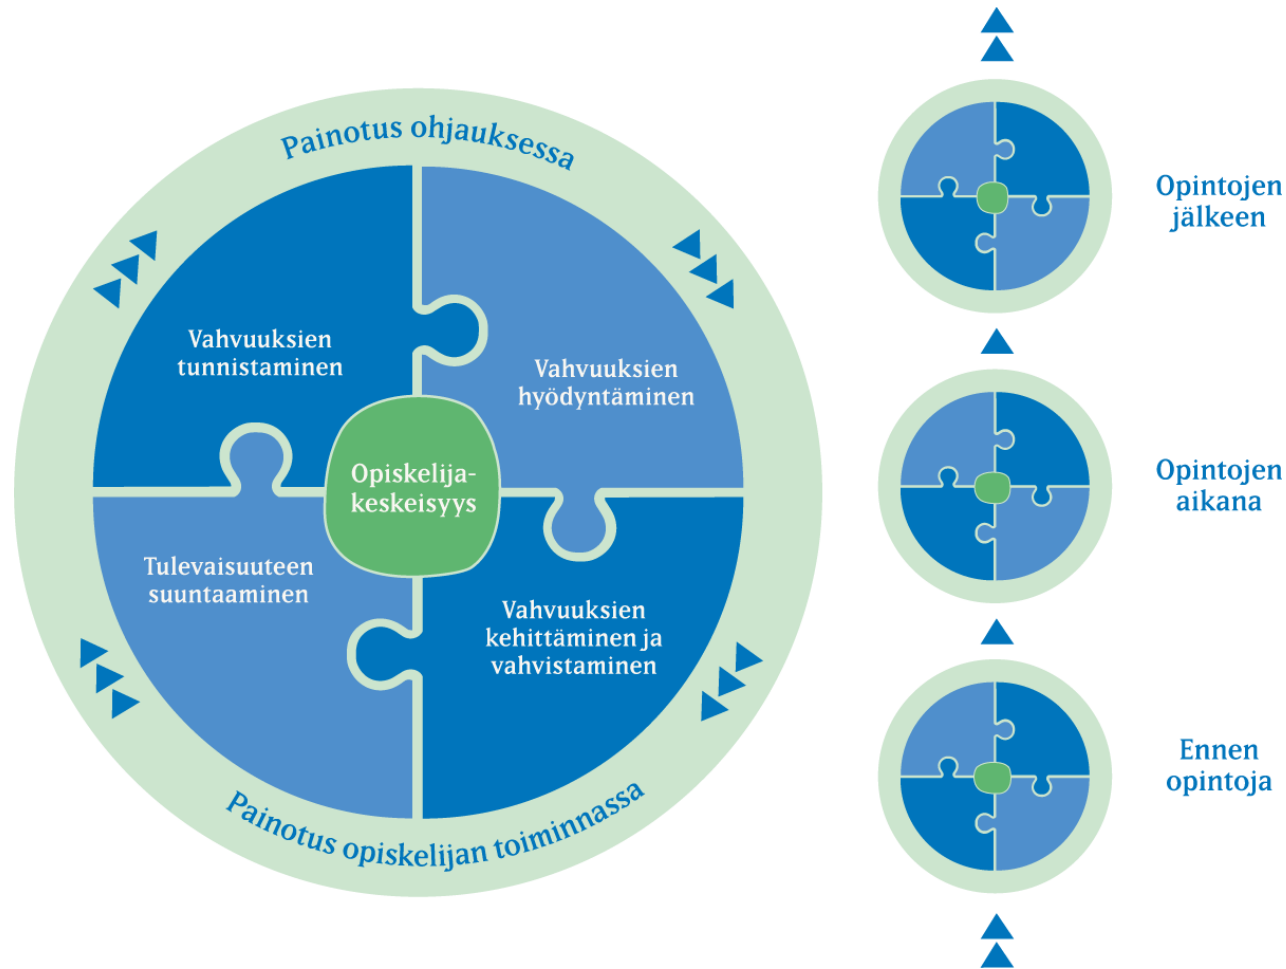 Painotus ohjauksessa
Vahvuuksien
tunnistaminen
Vahvuuksien
hyödyntäminen
Opiskelija-
keskeisyys
Tulevaisuuteen
suuntaaminen
Vahvuuksien
kehittäminen ja
vahvistaminen
Painotus opiskelijan toiminnassa
Opintojen
jälkeen
Opintojen
aikana
Ennen
opintoja